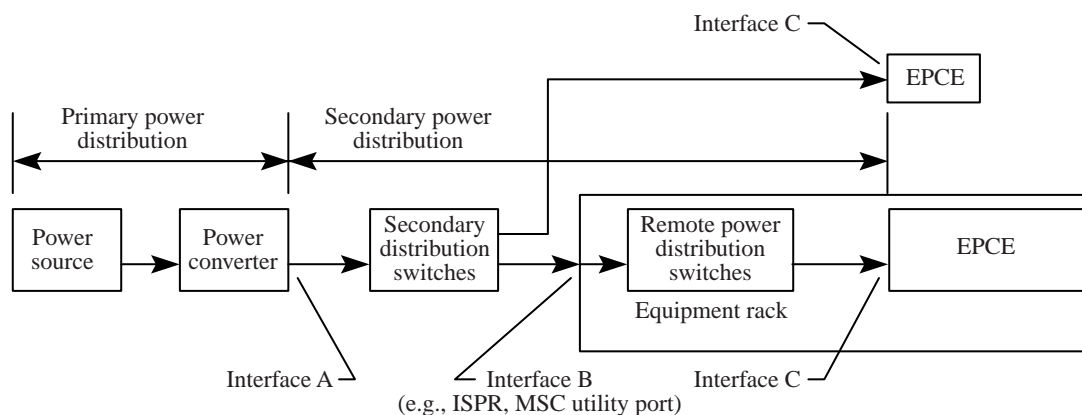 Interface C
EPCE
Primary power
distribution
Secondary power
distribution
Power
source
Power
converter
Secondary
distribution
switches
Remote power
distribution
switches
EPCE
Equipment rack
Interface A
Interface B
(e.g., ISPR, MSC utility port)
Interface C